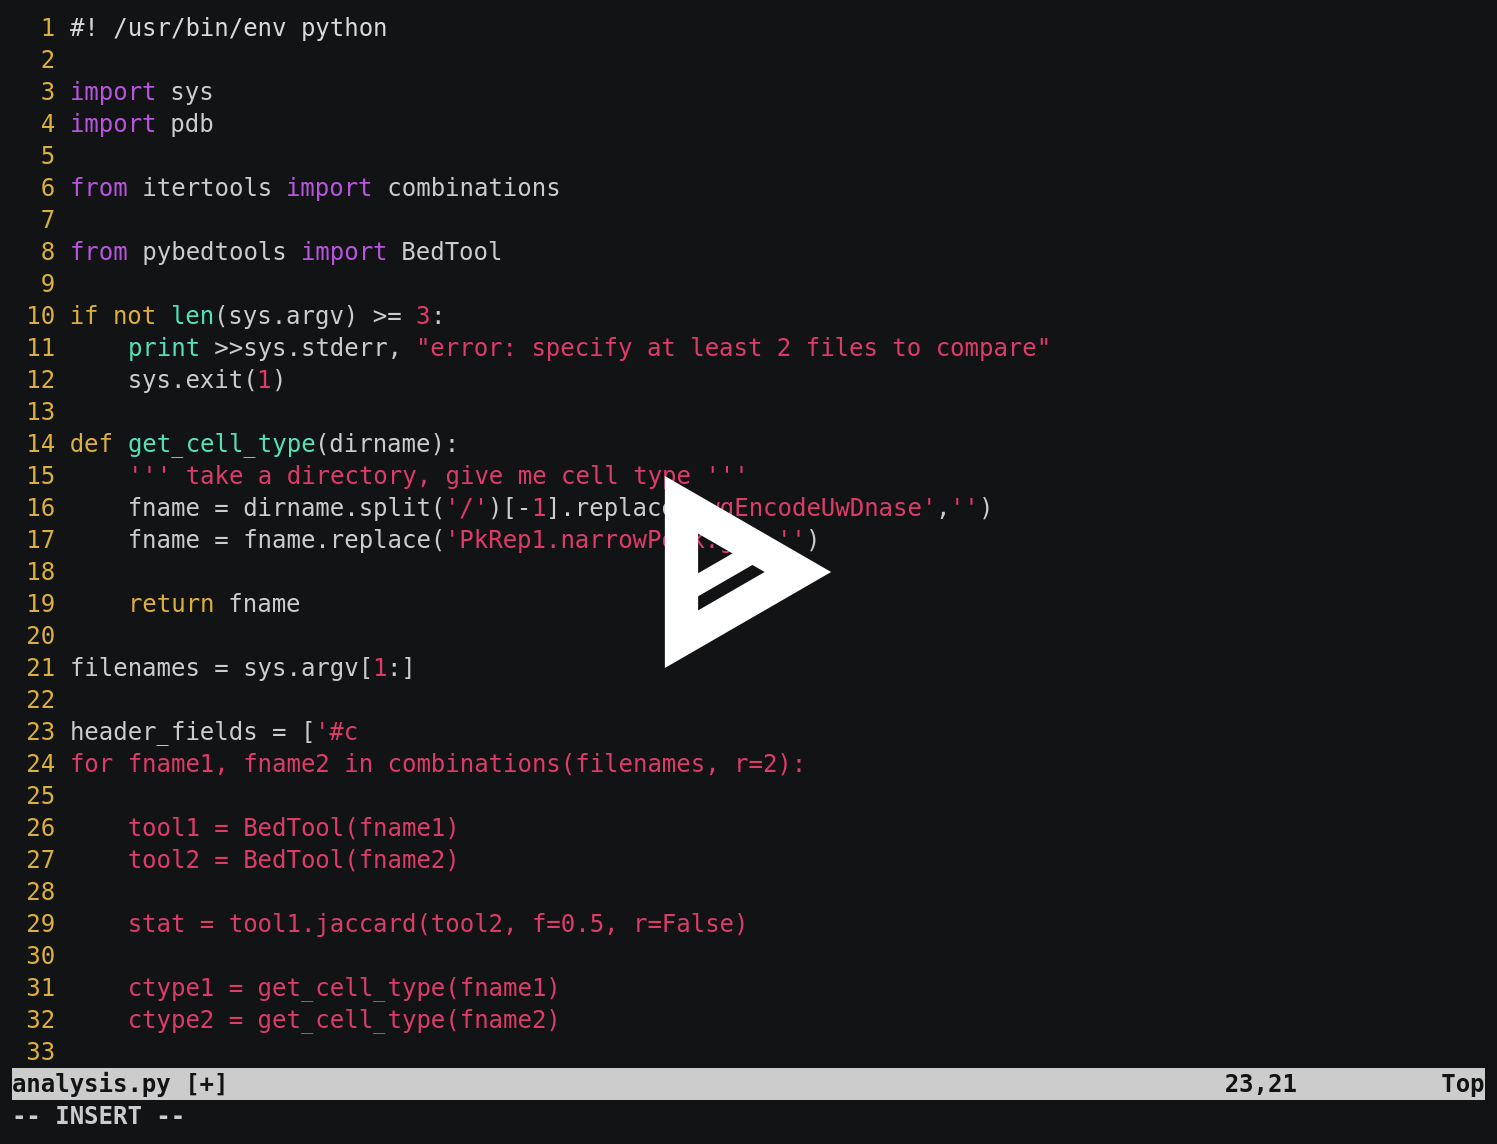 1 #! /usr/bin/env python
2
3 import sys
4 import pdb
5
6 from itertools import combinations
7
8 from pybedtools import BedTool
9
10 if not len(sys.argv) >= 3:
11     print >>sys.stderr, "error: specify at least 2 files to compare"
12     sys.exit(1)
13
14 def get_cell_type(dirname):
15     ''' take a directory, give me cell type '''
16     fname = dirname.split('/')[-1].replace wgEncodeUwDnase','')
17     fname = fname.replace('PkRep1. '')
18
19     return fname
20
21 filenames = sys.argv[1:]
22
23 header_fields = ['#c
24 for fname1, fname2 in combinations(filenames, r=2):
25
26     tool1 = BedTool(fname1)
27     tool2 = BedTool(fname2)
28
29     stat = tool1.jaccard(tool2, f=0.5, r=False)
30
31     ctype1 = get_cell_type(fname1)
32     ctype2 = get_cell_type(fname2)
33
analysis.py [+] 23,21 Top
-- INSERT --